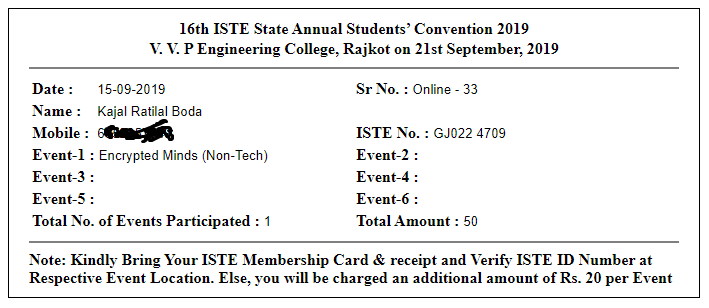 16th ISTE State Annual Students' Convention 2019
V. V. P Engineering College, Rajkot on 21st September, 2019
Date : 15-09-2019 Sr No. : Online - 33
Name : Kajal Ratilal Boda
Mobile : ISTE No. : GJ022 4709
Event-1 : Encrypted Minds (Non-Tech) Event-2 :
Event-3 : Event-4 :
Event-5 : Event-6 :
Total No. of Events Participated : 1 Total Amount : 50
Note: Kindly Bring Your ISTE Membership Card & receipt and Verify ISTE ID Number at
Respective Event Location. Else, you will be charged an additional amount of Rs. 20 per Event